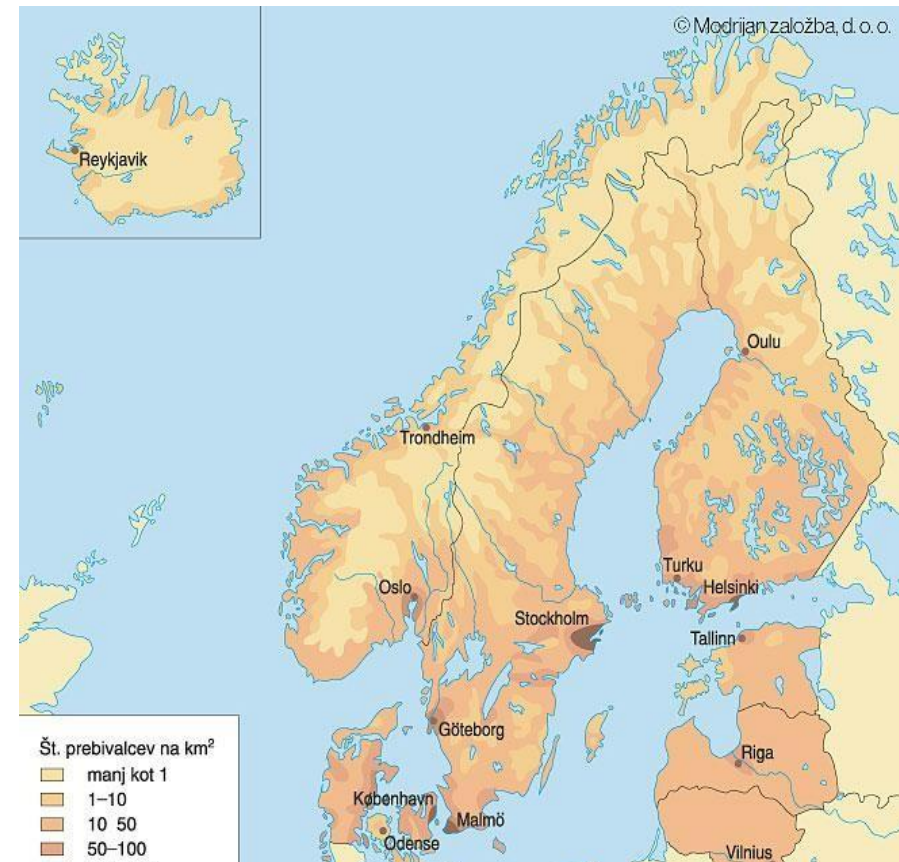 © Modrijan založba, d. o. o.
Reykjavik
Oulu
Trondheim
Turku
Oslo
Helsinki
Stockholm
Tallinn
Göteborg
Riga
København
Malmö
Odense
Vilnius
Št. prebivalcev na km²
manj kot 1
1–10
10 50
50–100